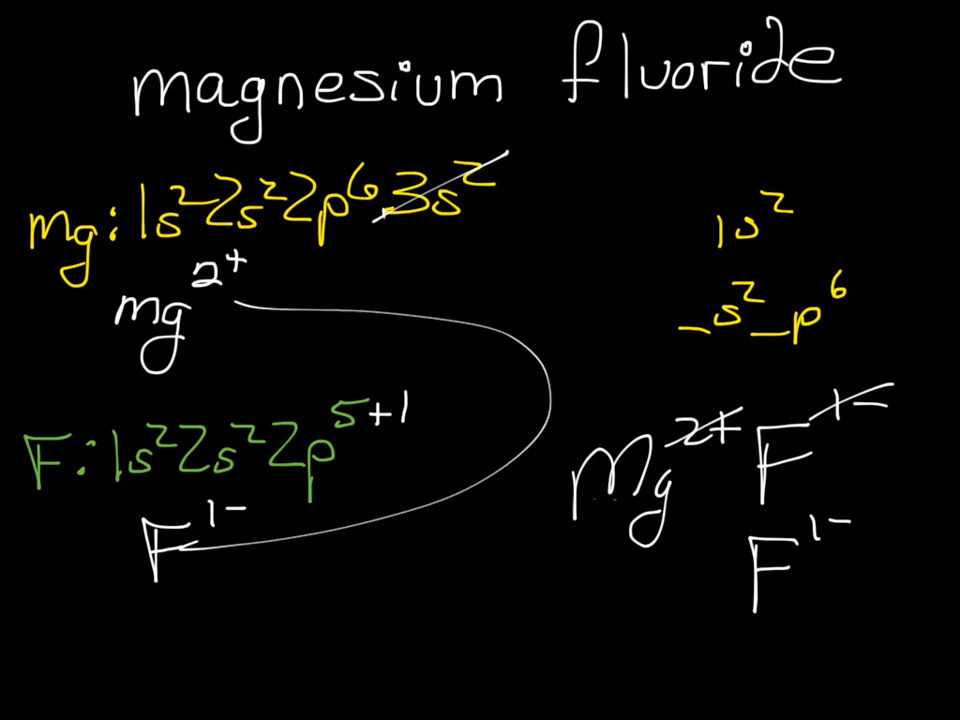 magnesium fluoride
Mg: 1s²2s²2p⁶3s²
Mg²⁺
F: 1s²2s²2p⁵⁺¹
F¹⁻
1s²
_s²_p⁶
Mg²⁺F¹⁻
F¹⁻